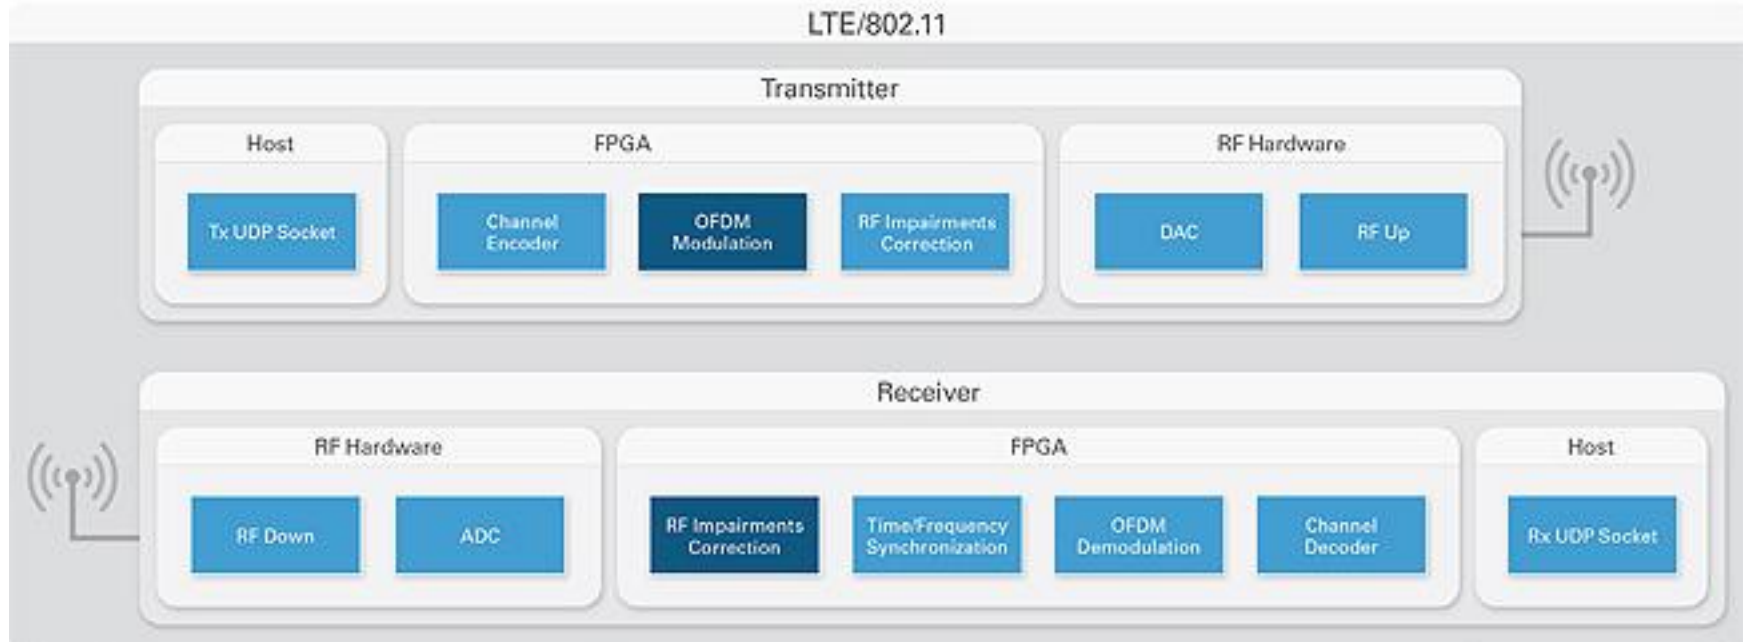 LTE/802.11
Transmitter
Host
FPGA
RF Hardware
Tx UDP Socket
Channel
Encoder
OFDM
Modulation
RF Impairments
Correction
DAC
RF Up
Receiver
RF Hardware
FPGA
Host
RF Down
ADC
RF Impairments
Correction
Time/Frequency
Synchronization
OFDM
Demodulation
Channel
Decoder
Rx UDP Socket